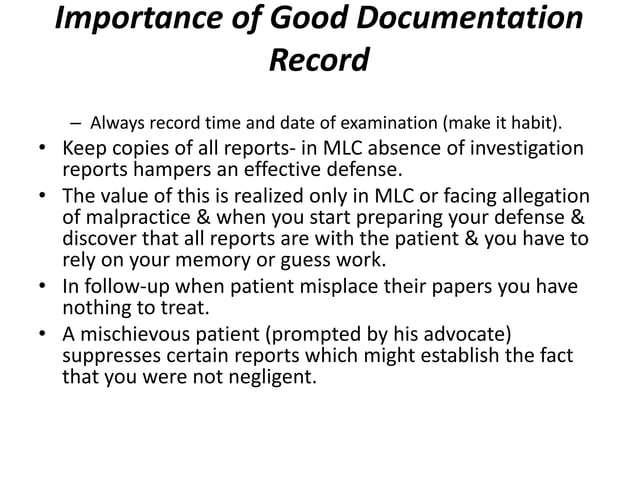 Importance of Good Documentation
Record
– Always record time and date of examination (make it habit).
• Keep copies of all reports- in MLC absence of investigation
reports hampers an effective defense.
• The value of this is realized only in MLC or facing allegation
of malpractice & when you start preparing your defense &
discover that all reports are with the patient & you have to
rely on your memory or guess work.
• In follow-up when patient misplace their papers you have
nothing to treat.
• A mischievous patient (prompted by his advocate)
suppresses certain reports which might establish the fact
that you were not negligent.